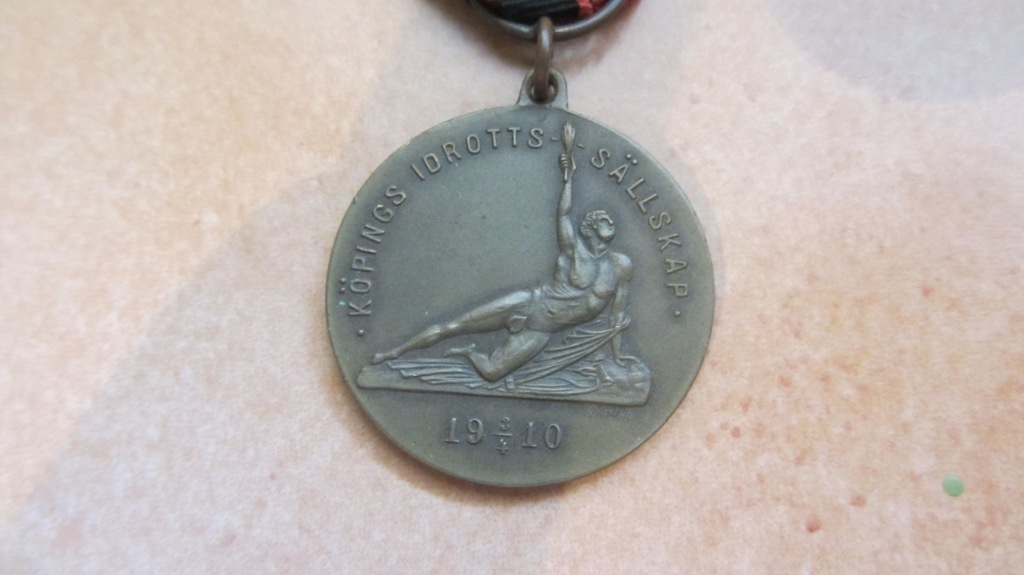 · KÖPINGS IDROTTS-SÄLLSKAP ·
19 3/4 10